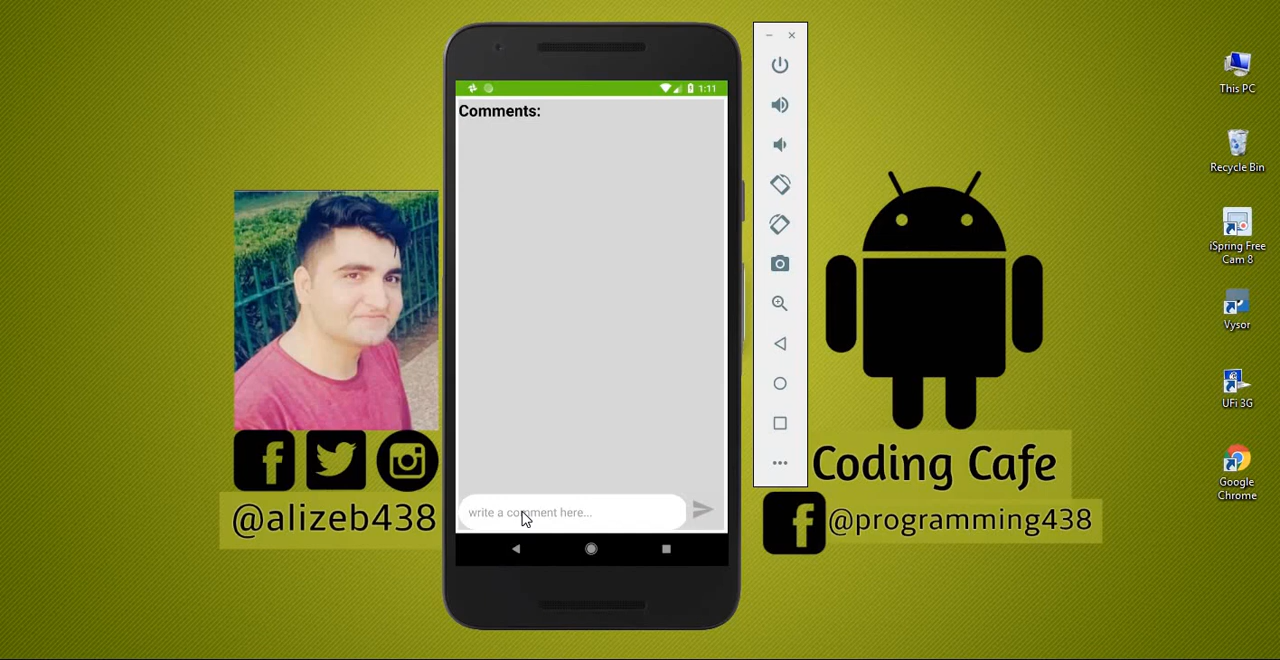 1:11
Comments:
write a comment here...
@alizeb438
Coding Cafe
@programming438
This PC
Recycle Bin
iSpring Free
Cam 8
Vysor
UFi 3G
Google
Chrome